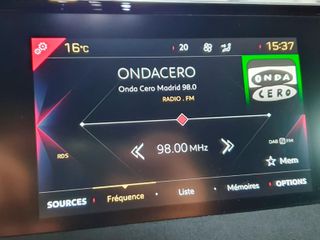 16°C
20
15:37
ONDACERO
Onda Cero Madrid 98.0
RADIO . FM
ONDA
CERO
98.00 MHz
RDS
DAB FM
Mem
SOURCES
Fréquence
Liste
Mémoires
OPTIONS